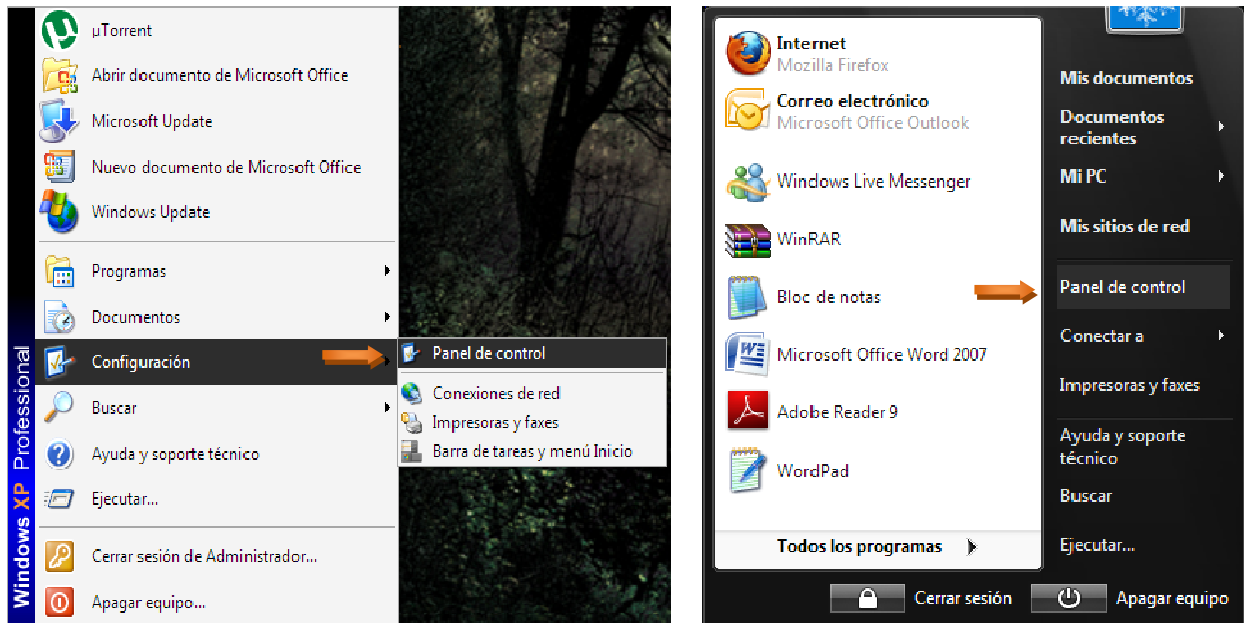 µTorrent
Abrir documento de Microsoft Office
Microsoft Update
Nuevo documento de Microsoft Office
Windows Update
Programas
Documentos
Configuración
Buscar
Ayuda y soporte técnico
Ejecutar...
Cerrar sesión de Administrador...
Apagar equipo...
Windows XP Professional
Panel de control
Conexiones de red
Impresoras y faxes
Barra de tareas y menú Inicio
Internet
Mozilla Firefox
Correo electrónico
Microsoft Office Outlook
Windows Live Messenger
WinRAR
Bloc de notas
Microsoft Office Word 2007
Adobe Reader 9
WordPad
Todos los programas
Mis documentos
Documentos
recientes
Mi PC
Mis sitios de red
Panel de control
Conectar a
Impresoras y faxes
Ayuda y soporte
técnico
Buscar
Ejecutar...
Cerrar sesión
Apagar equipo